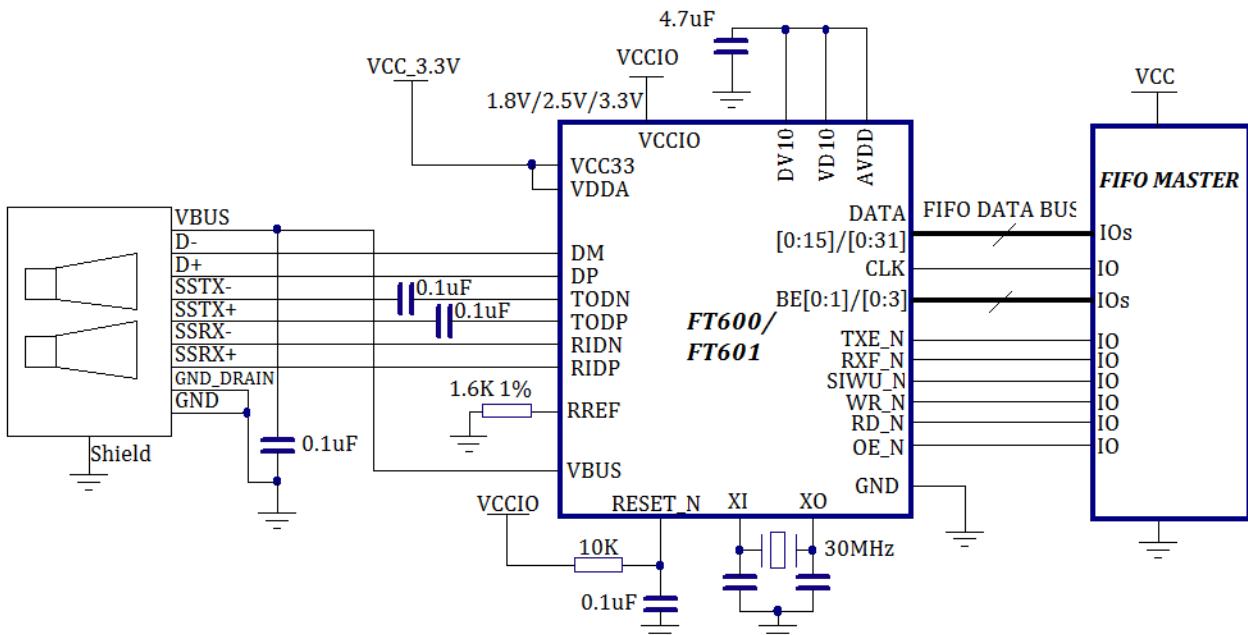 4.7uF
VCC_3.3V
VCCIO
1.8V/2.5V/3.3V
VCC
VCCIO
DV10
VD10
AVDD
VCC33
VDDA
FIFO MASTER
VBUS
D-
D+
SSTX-
SSTX+
SSRX-
SSRX+
GND_DRAIN
GND
Shield
0.1uF
0.1uF
0.1uF
1.6K 1%
DM
DP
TODN
TODP
RIDN
RIDP
RREF
VBUS
FT600/
FT601
DATA
[0:15]/[0:31]
CLK
BE[0:1]/[0:3]
TXE_N
RXF_N
SIWU_N
WR_N
RD_N
OE_N
GND
FIFO DATA BUS
IOs
IO
IOs
IO
IO
IO
IO
IO
IO
VCCIO
RESET_N
XI
XO
10K
0.1uF
30MHz